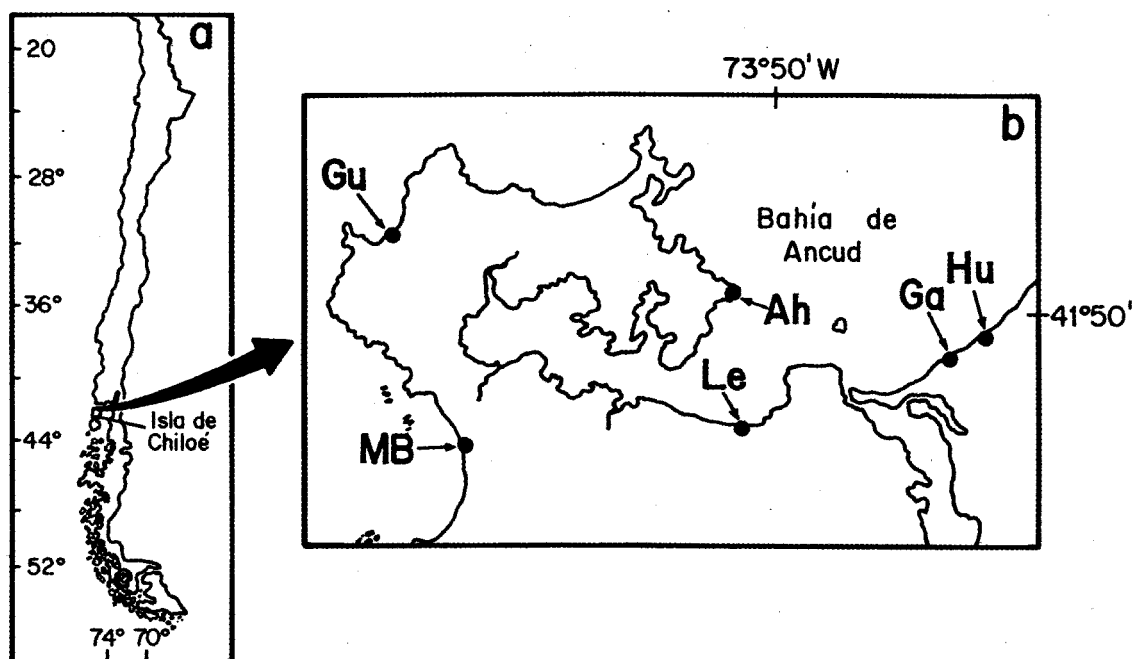 a
20
28°
36°
44°
52°
74° 70°
Isla de
Chiloé
73°50' W
b
Gu
Bahía de
Ancud
Hu
Ga
Ah
41°50'
Le
MB